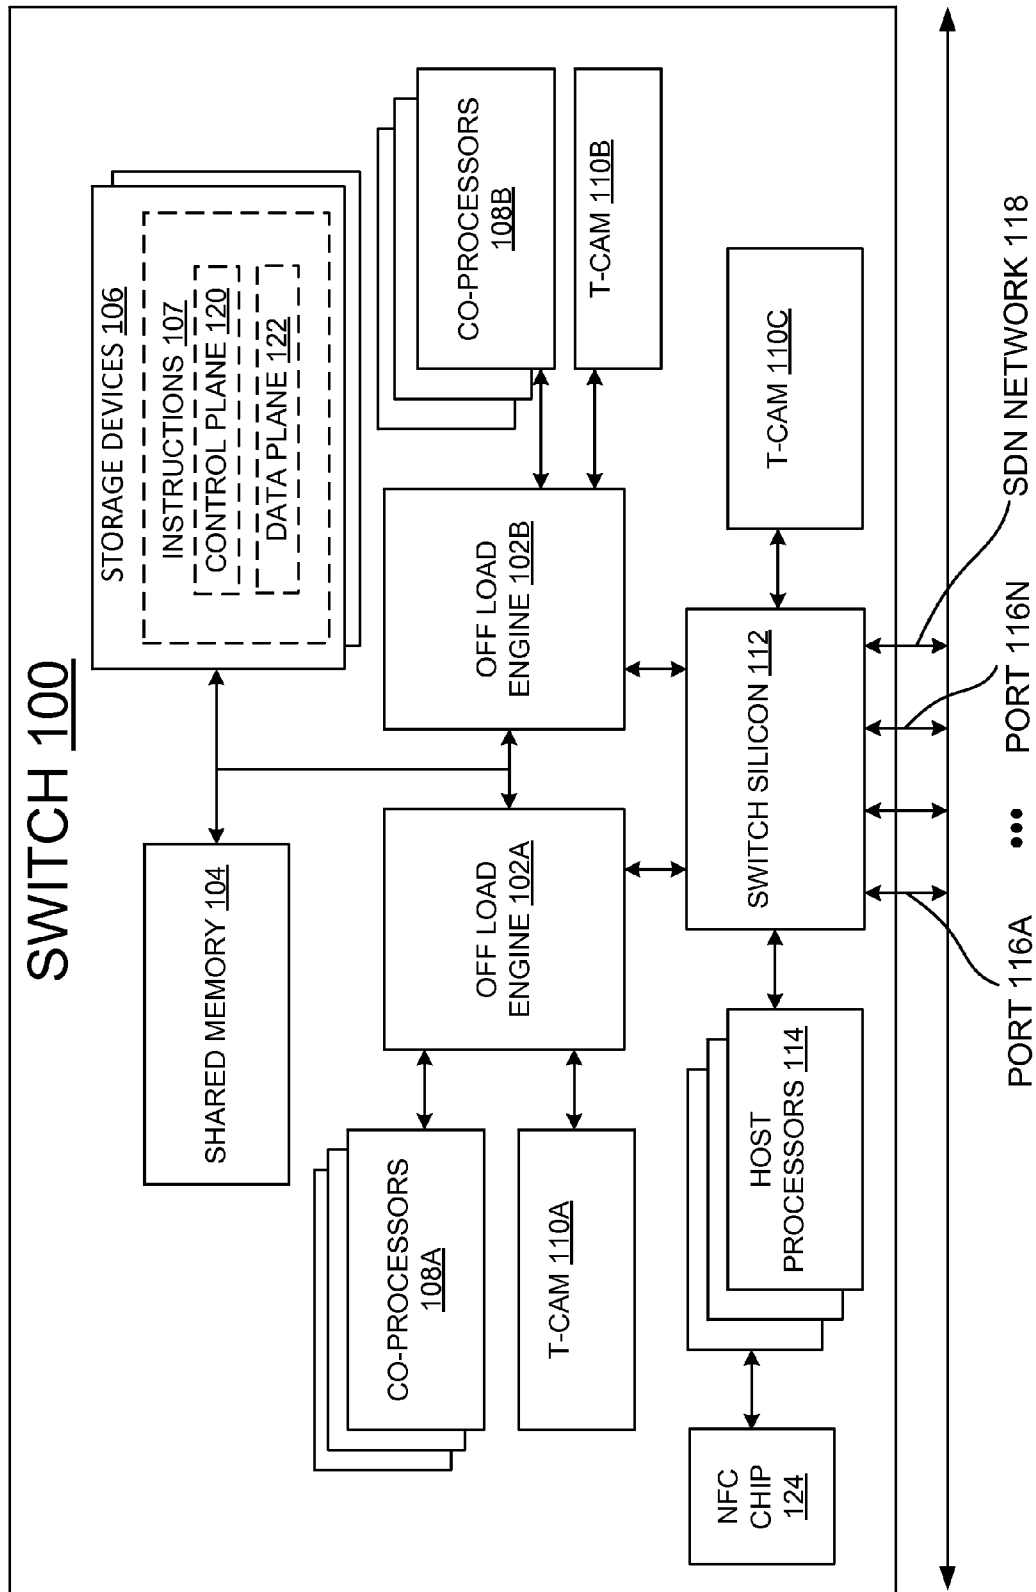 SWITCH 100
SHARED MEMORY 104
STORAGE DEVICES 106
INSTRUCTIONS 107
CONTROL PLANE 120
DATA PLANE 122
CO-PROCESSORS
108A
T-CAM 110A
OFF LOAD
ENGINE 102A
OFF LOAD
ENGINE 102B
CO-PROCESSORS
108B
T-CAM 110B
NFC
CHIP
124
HOST
PROCESSORS 114
SWITCH SILICON 112
T-CAM 110C
PORT 116A
•••
PORT 116N
SDN NETWORK 118